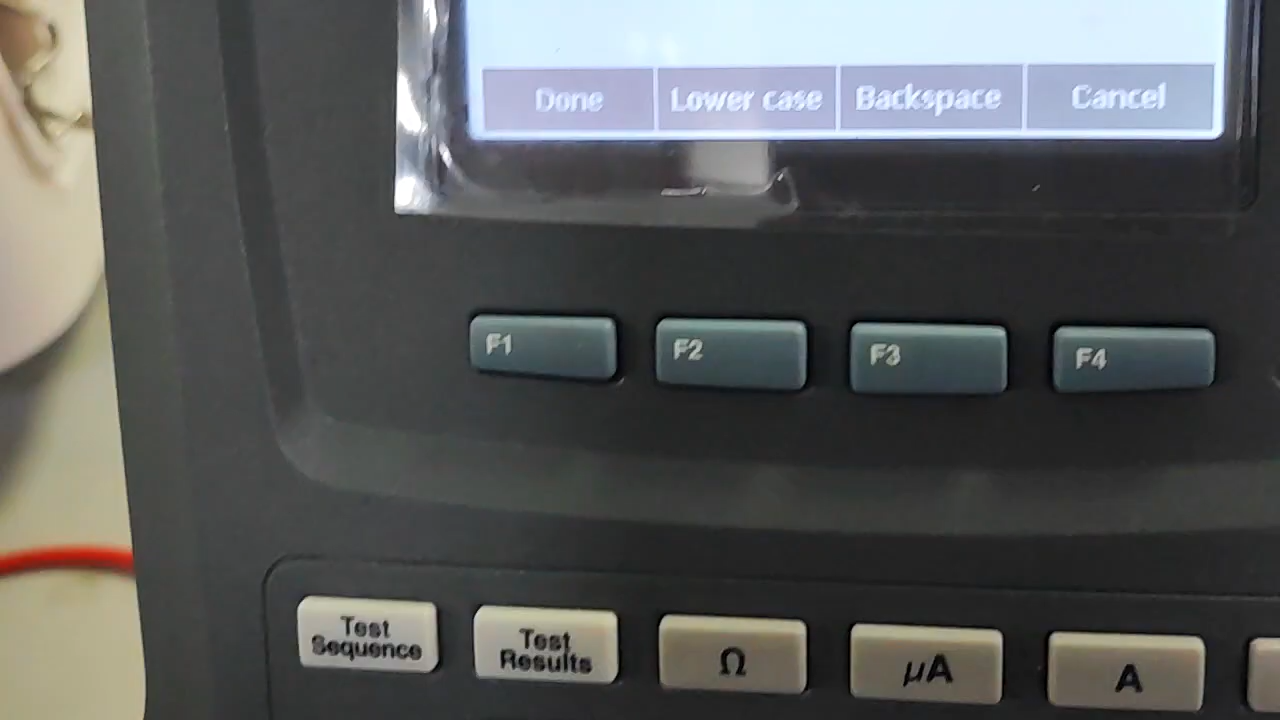 Done Lower case Backspace Cancel
F1 F2 F3 F4
Test
Sequence
Test
Results
Ω
μA
A